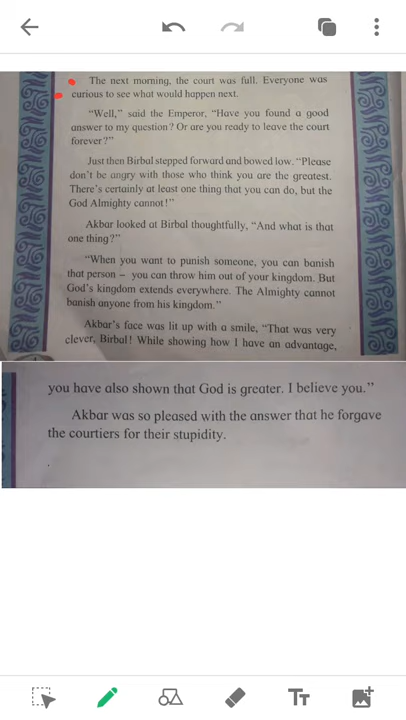 The next morning, the court was full. Everyone was
curious to see what would happen next.
"Well," said the Emperor, "Have you found a good
answer to my question? Or are you ready to leave the court
forever?"
Just then Birbal stepped forward and bowed low. "Please
don't be angry with those who think you are the greatest.
There's certainly at least one thing that you can do, but the
God Almighty cannot!"
Akbar looked at Birbal thoughtfully, "And what is that
one thing?"
"When you want to punish someone, you can banish
that person – you can throw him out of your kingdom. But
God's kingdom extends everywhere. The Almighty cannot
banish anyone from his kingdom."
Akbar's face was lit up with a smile, "That was very
clever, Birbal! While showing how I have an advantage,
you have also shown that God is greater. I believe you."
Akbar was so pleased with the answer that he forgave
the courtiers for their stupidity.
Tт